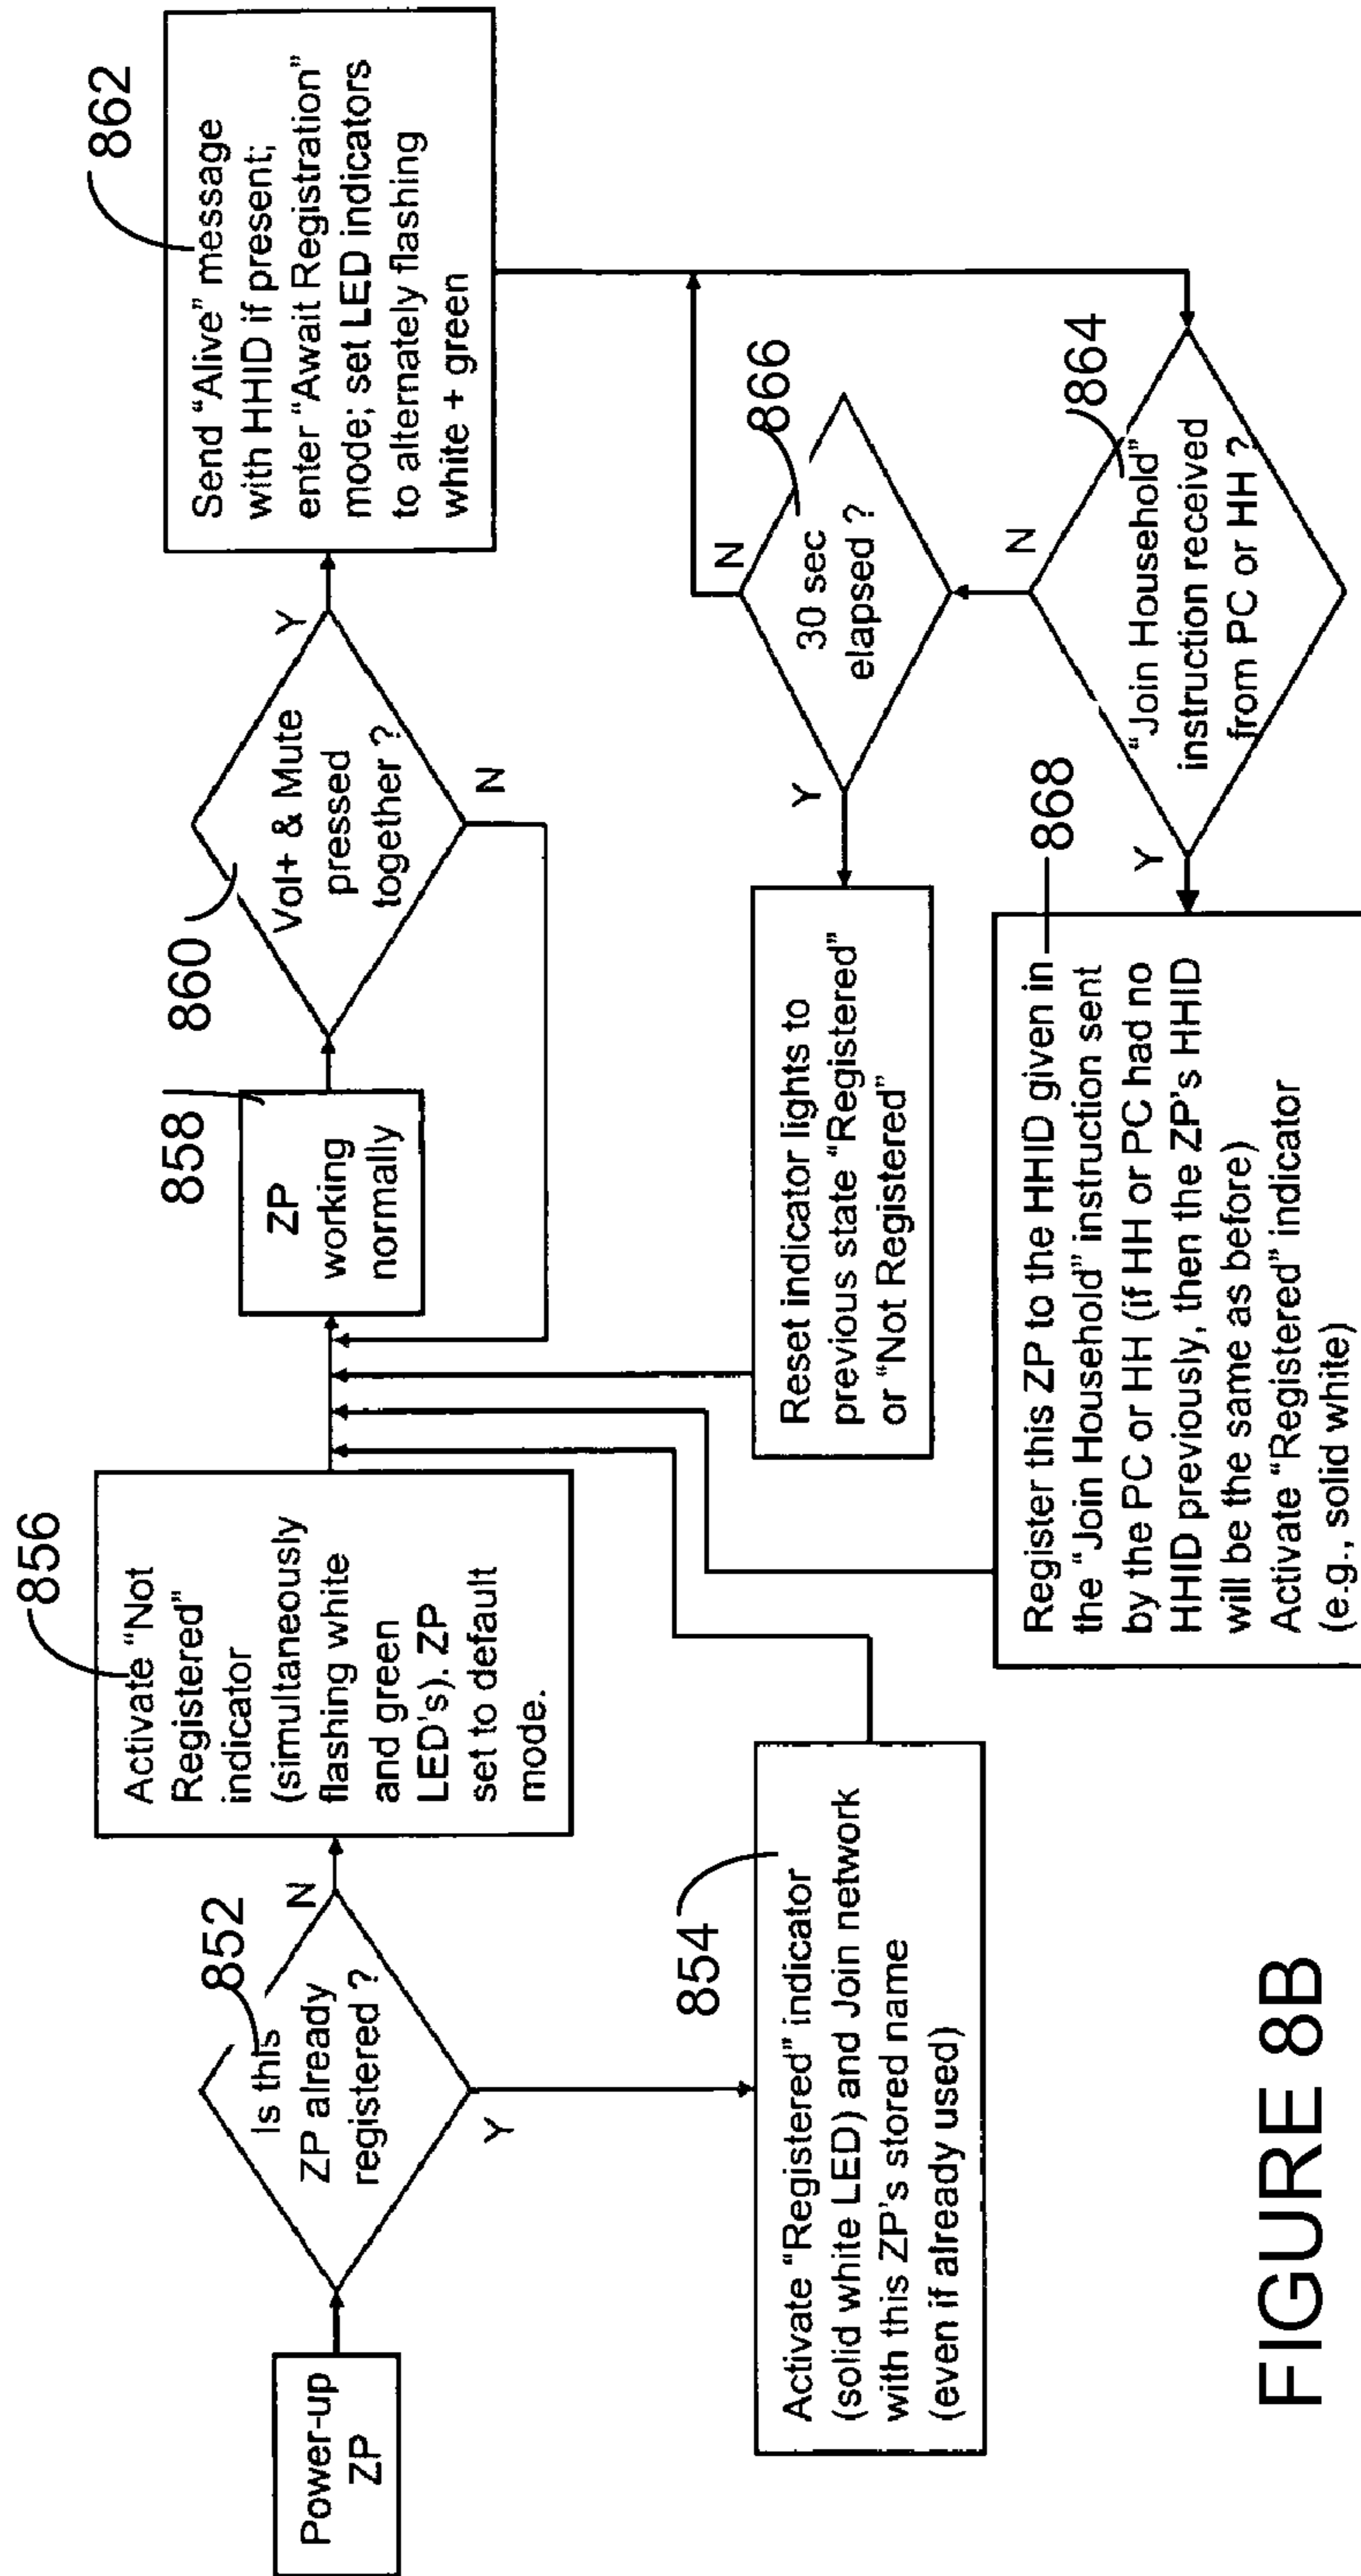 Power-up
ZP
852
Is this
ZP already
registered ?
N
Y
856
Activate “Not
Registered”
indicator
(simultaneously
flashing white
and green
LED's). ZP
set to default
mode.
854
Activate “Registered” indicator
(solid white LED) and Join network
with this ZP's stored name
(even if already used)
858
ZP
working
normally
860
Vol+ & Mute
pressed
together ?
Y
N
862
Send “Alive” message
with HHID if present;
enter “Await Registration”
mode; set LED indicators
to alternately flashing
white + green
866
30 sec
elapsed ?
N
Y
Reset indicator lights to
previous state “Registered”
or “Not Registered”
864
“Join Household”
instruction received
from PC or HH ?
N
Y
868
Register this ZP to the HHID given in
the “Join Household” instruction sent
by the PC or HH (if HH or PC had no
HHID previously, then the ZP's HHID
will be the same as before)
Activate “Registered” indicator
(e.g., solid white)
FIGURE 8B